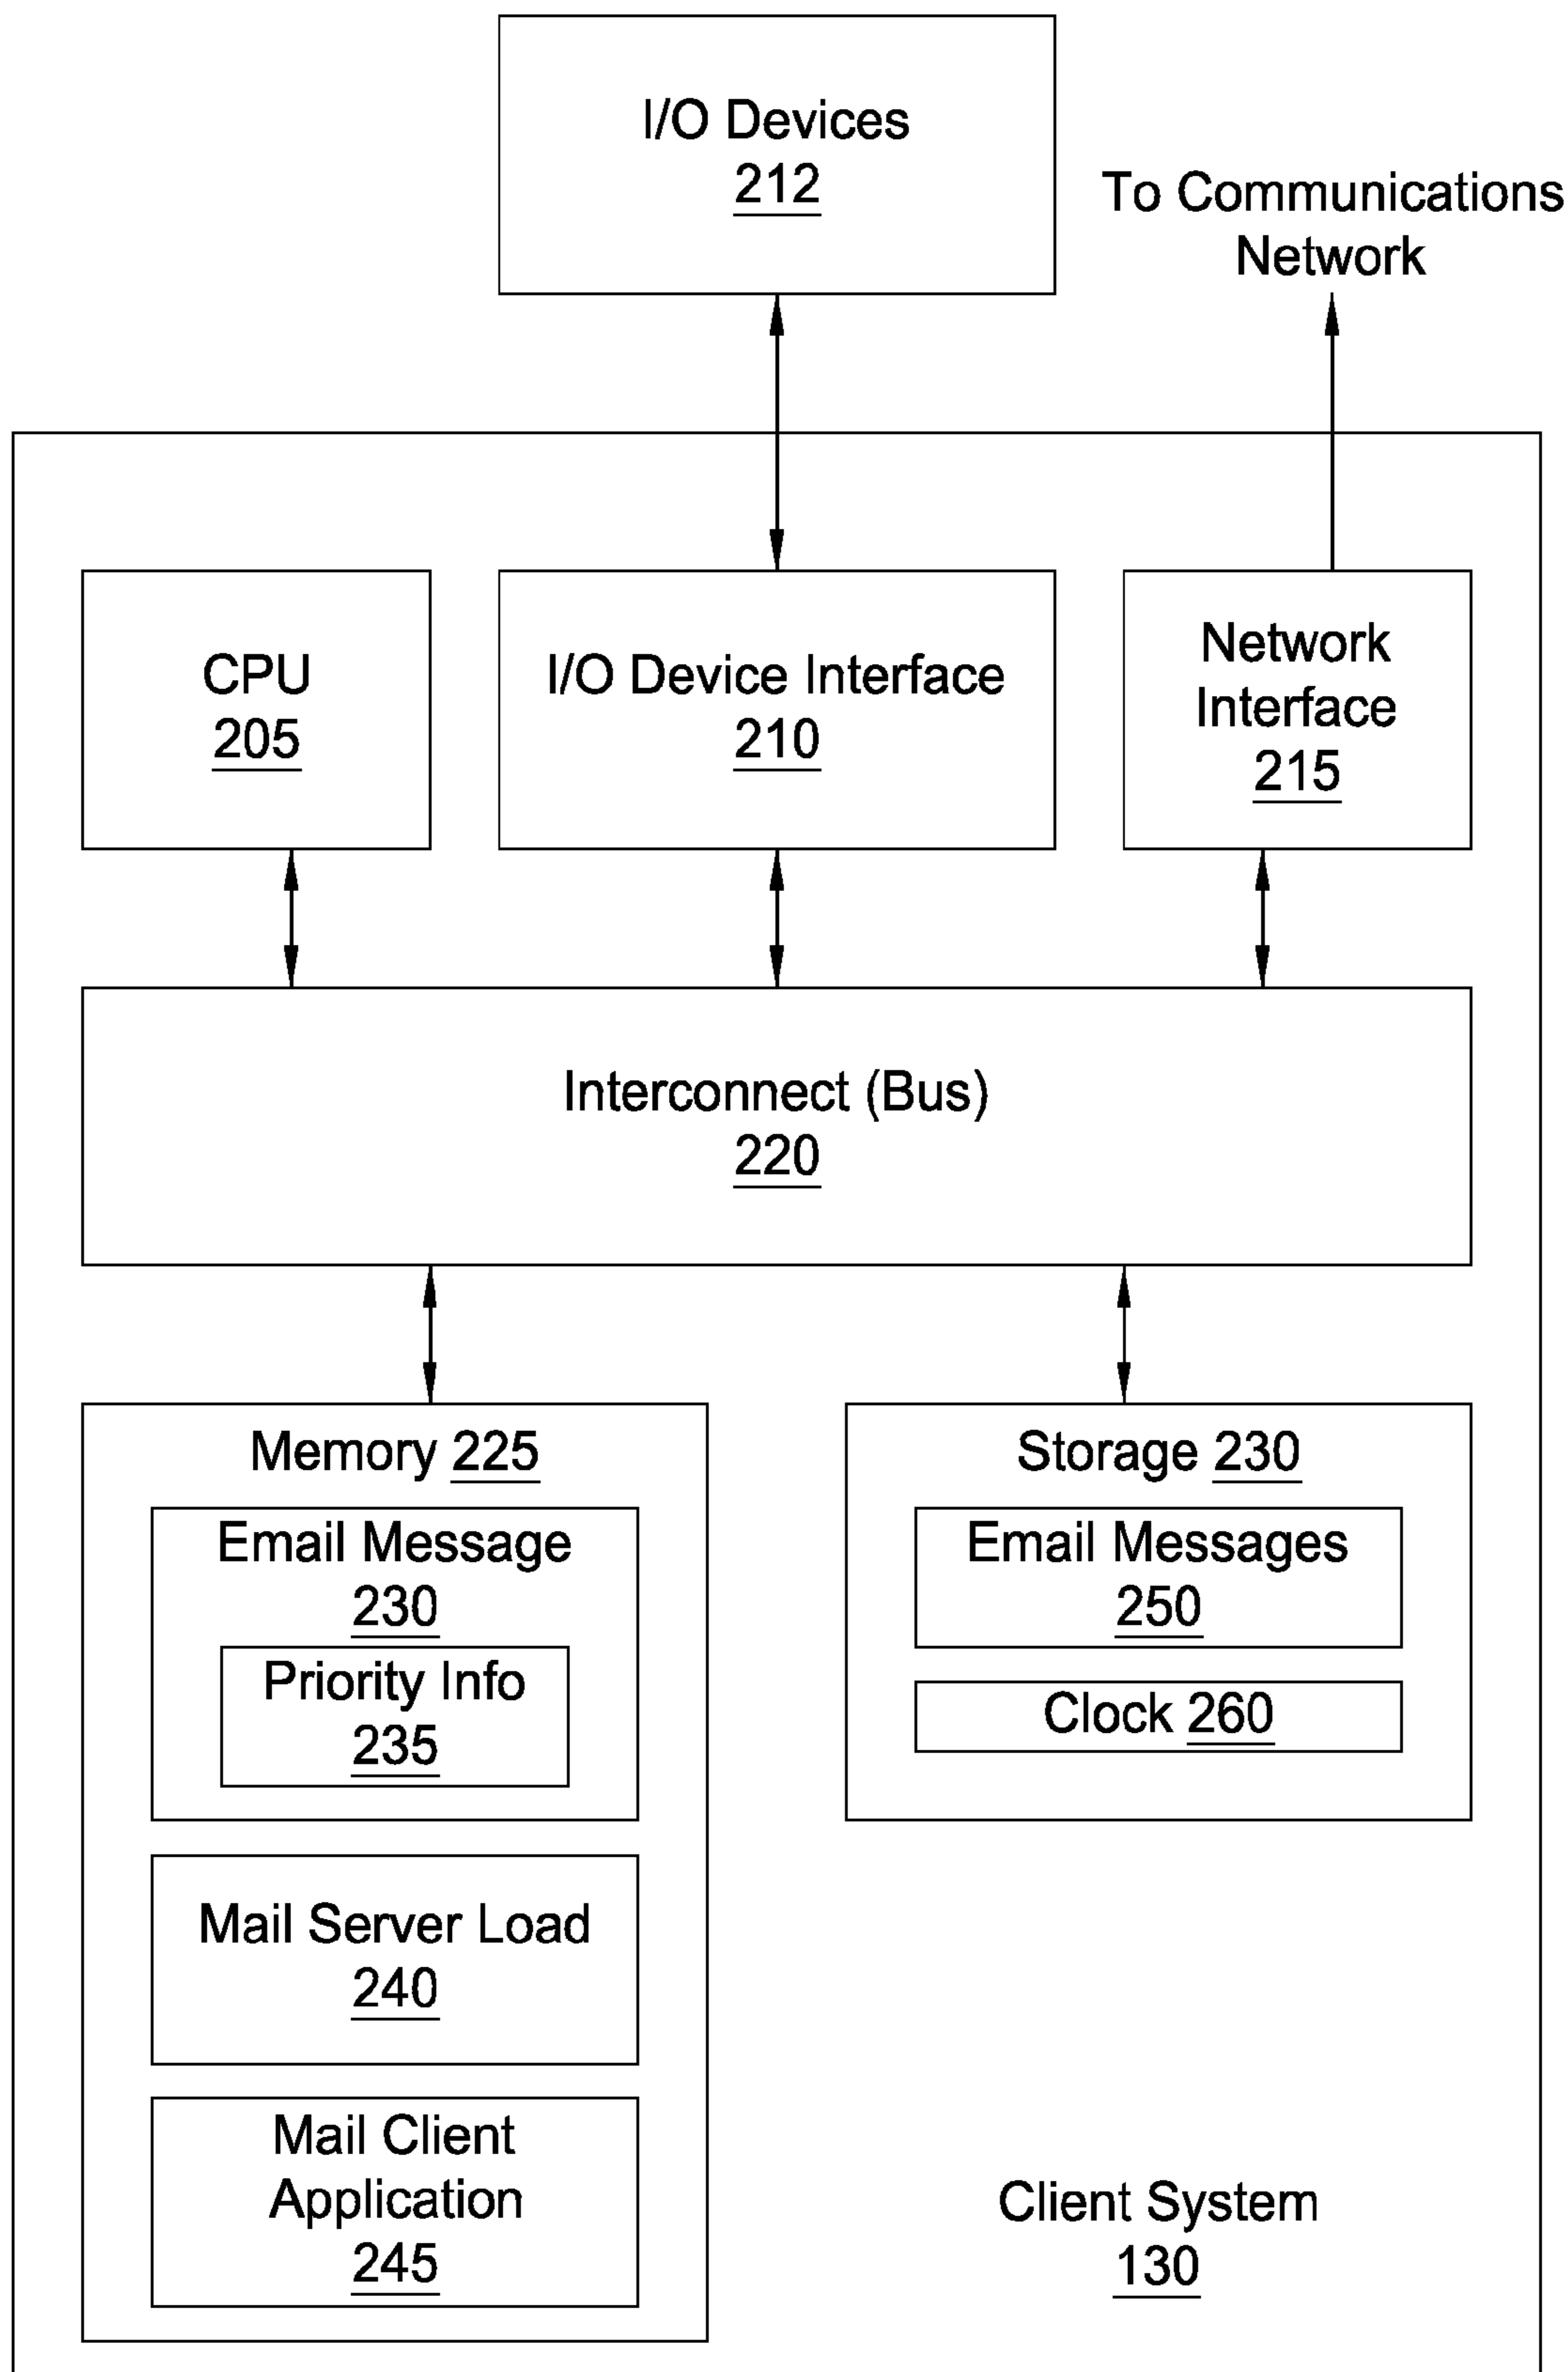 I/O Devices
212
To Communications
Network
CPU
205
I/O Device Interface
210
Network
Interface
215
Interconnect (Bus)
220
Memory 225
Email Message
230
Priority Info
235
Mail Server Load
240
Mail Client
Application
245
Storage 230
Email Messages
250
Clock 260
Client System
130